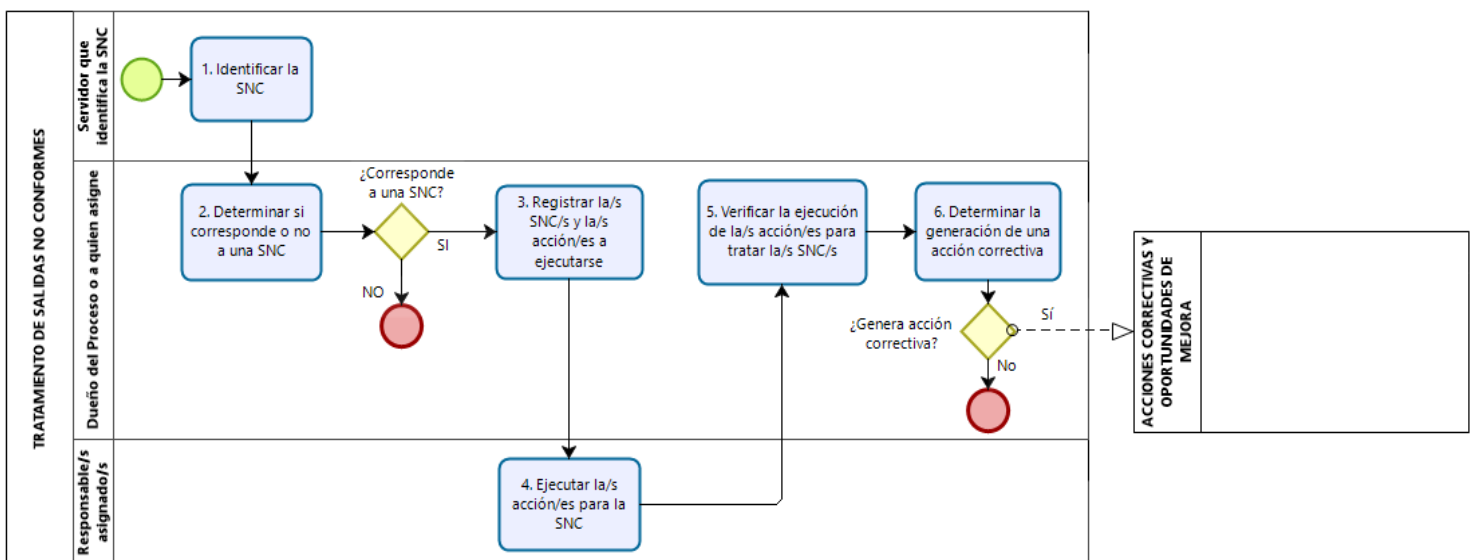 TRATAMIENTO DE SALIDAS NO CONFORMES
Servidor que
identifica la SNC
1. Identificar la
SNC
Dueño del Proceso o a quien asigne
2. Determinar si
corresponde o no
a una SNC
¿Corresponde
a una SNC?
SI
NO
3. Registrar la/s
SNC/s y la/s
acción/es a
ejecutarse
5. Verificar la ejecución
de la/s acción/es para
tratar la/s SNC/s
6. Determinar la
generación de una
acción correctiva
¿Genera acción
correctiva?
Sí
No
Responsable/s
asignado/s
4. Ejecutar la/s
acción/es para la
SNC
ACCIONES CORRECTIVAS Y
OPORTUNIDADES DE
MEJORA